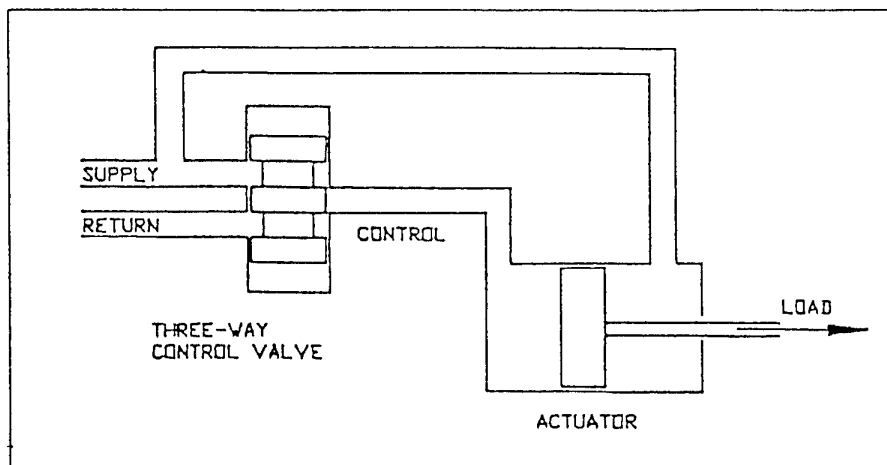 SUPPLY
RETURN
CONTROL
LOAD
THREE-WAY
CONTROL VALVE
ACTUATOR